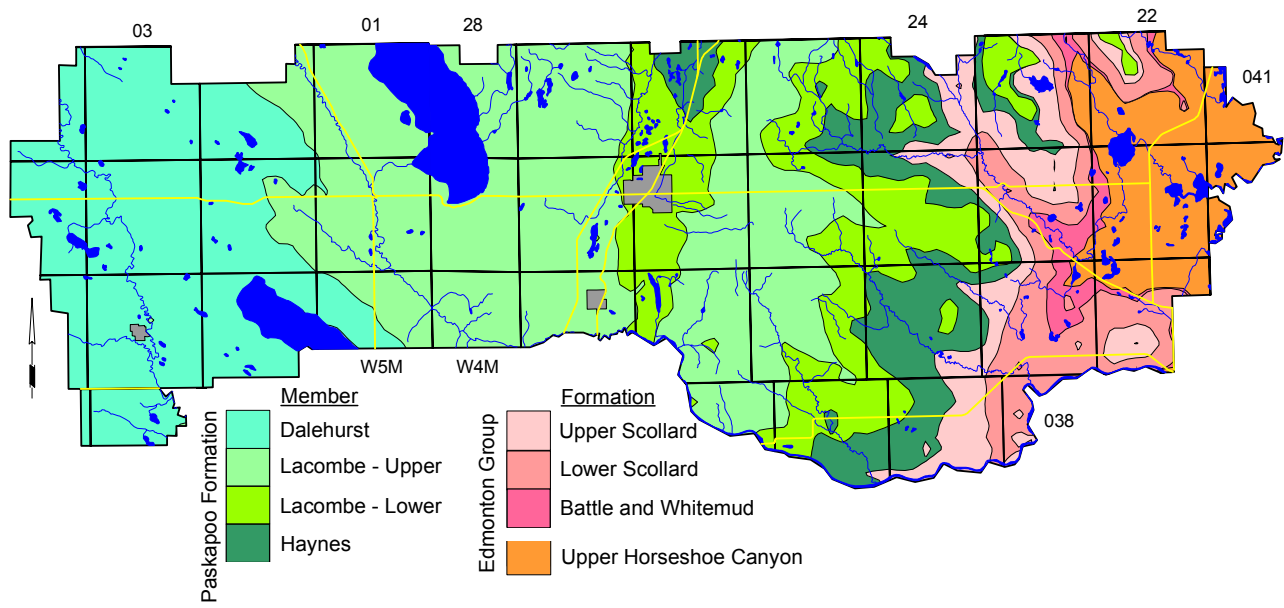 03 01 28 24 22
041
W5M W4M
038
Paskapoo Formation
Member
Dalehurst
Lacombe - Upper
Lacombe - Lower
Haynes
Edmonton Group
Formation
Upper Scollard
Lower Scollard
Battle and Whitemud
Upper Horseshoe Canyon